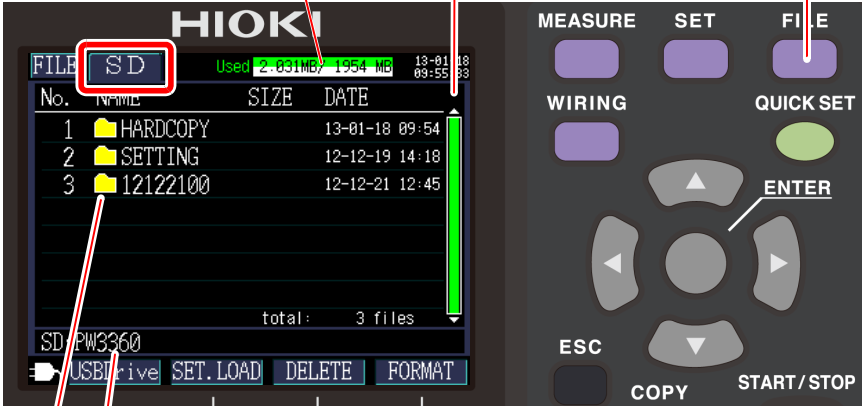 HIOKI
FILE SD Used 2.031MB/ 1954 MB 13-01-18
09:55:33
No. NAME SIZE DATE
1 HARDCOPY 13-01-18 09:54
2 SETTING 12-12-19 14:18
3 12122100 12-12-21 12:45
total: 3 files
SD:PW3360
USBDrive SET.LOAD DELETE FORMAT
MEASURE SET FILE
WIRING QUICK SET
ENTER
ESC
COPY START/STOP